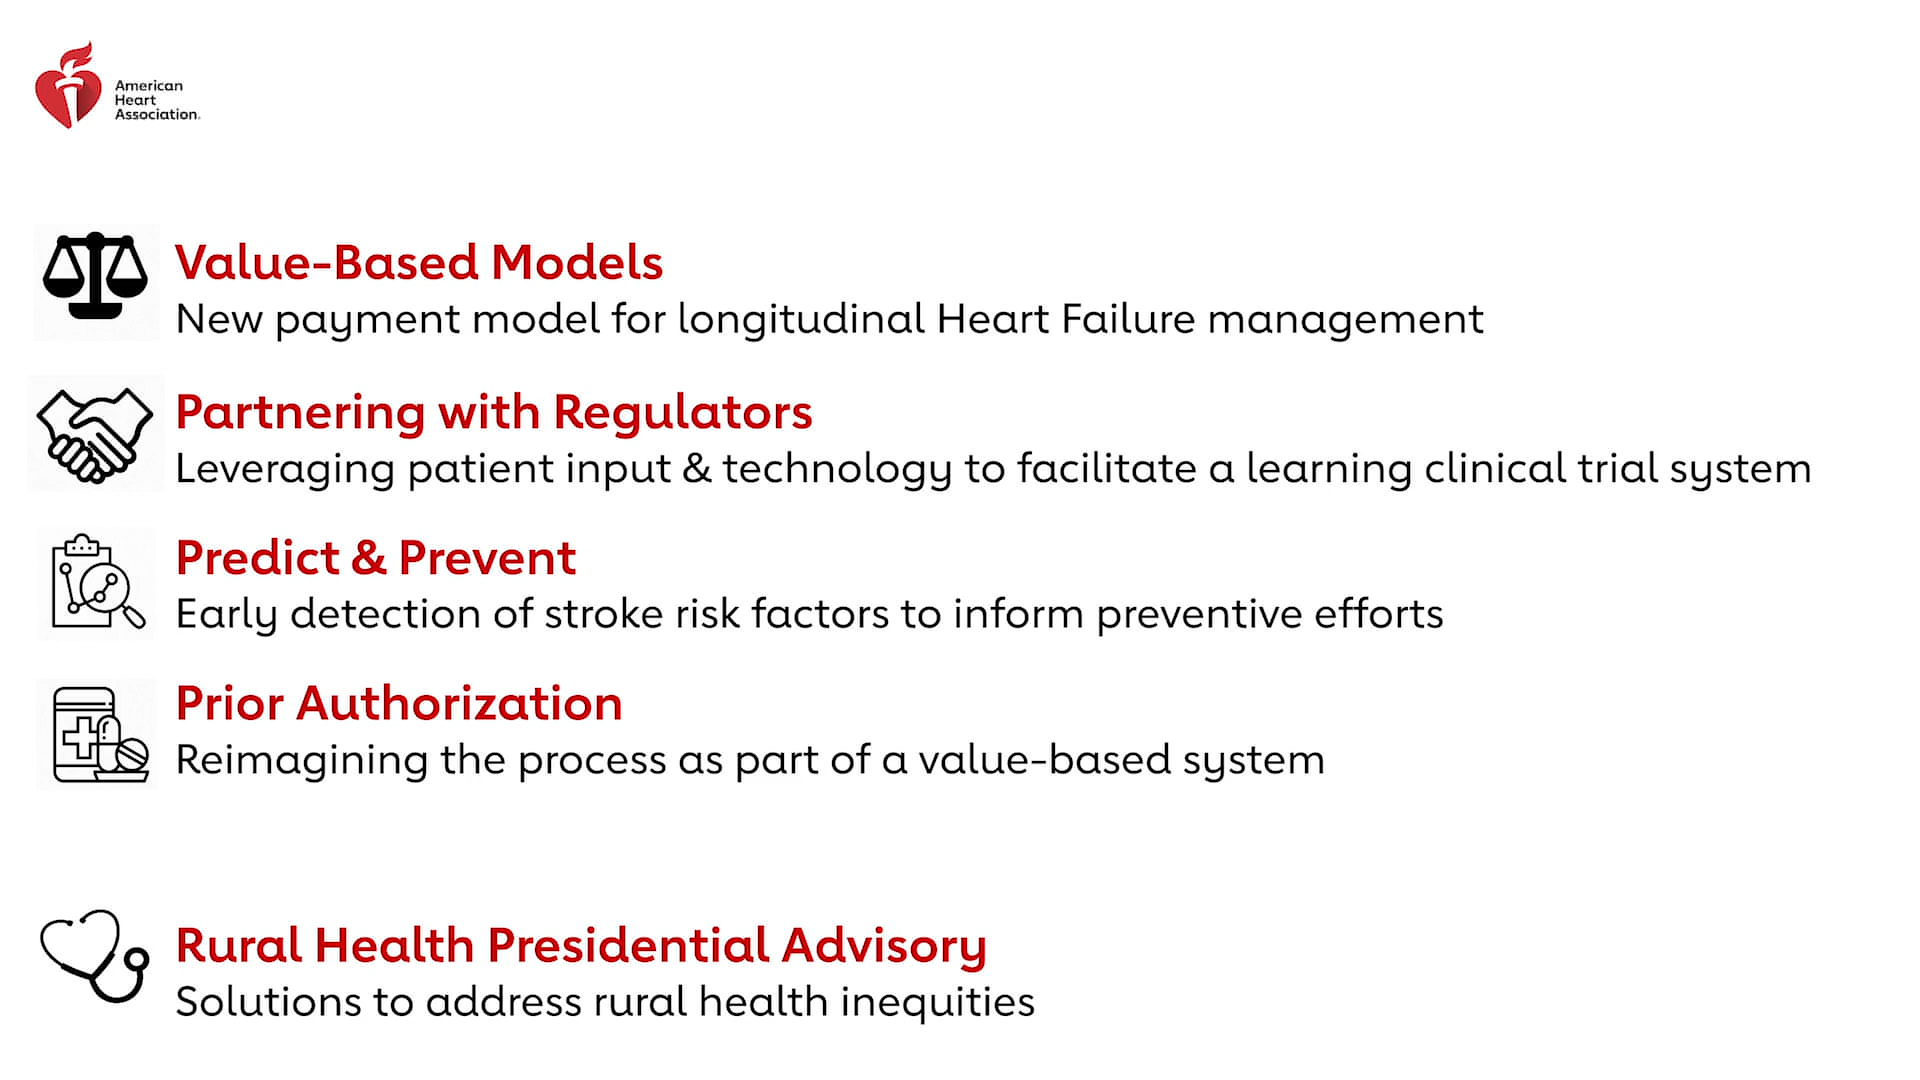 American
Heart
Association.
Value-Based Models
New payment model for longitudinal Heart Failure management
Partnering with Regulators
Leveraging patient input & technology to facilitate a learning clinical trial system
Predict & Prevent
Early detection of stroke risk factors to inform preventive efforts
Prior Authorization
Reimagining the process as part of a value-based system
Rural Health Presidential Advisory
Solutions to address rural health inequities